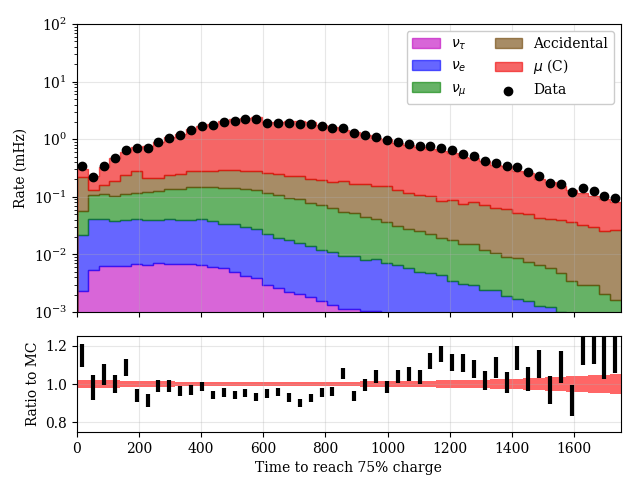 10²
10¹
10⁰
10⁻¹
10⁻²
10⁻³
Rate (mHz)
ν_τ
ν_e
ν_μ
Accidental
μ (C)
Data
1.2
1.0
0.8
Ratio to MC
0 200 400 600 800 1000 1200 1400 1600
Time to reach 75% charge